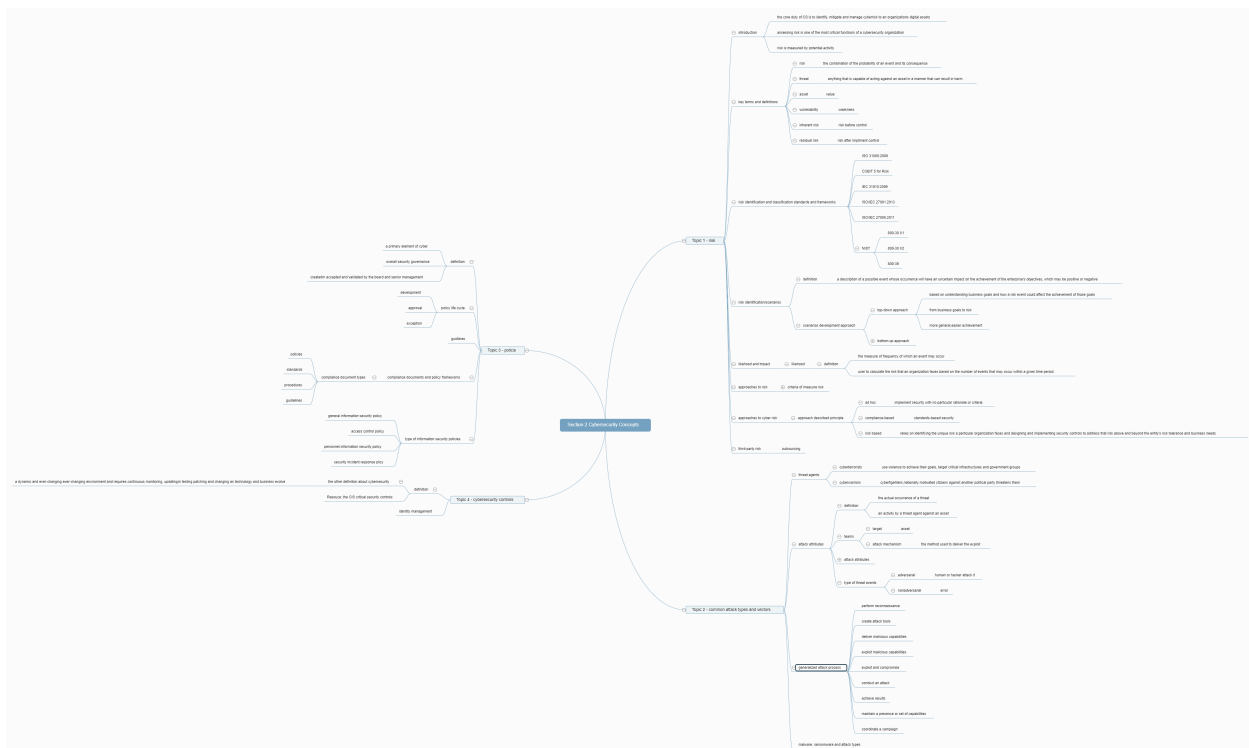 Section 2 Cybersecurity Concepts
Topic 1 - risk
introduction
the core duty of CS is to identify, mitigate and manage cyberrisk to an organizations digital assets
assessing risk is one of the most critical functions of a cybersecurity organization
risk is measured by potential activity
key terms and definitions
risk
the combination of the probability of an event and its consequence
threat
anything that is capable of acting against an asset in a manner that can result in harm
asset
value
vulnerability
weakness
inherent risk
risk before control
residual risk
risk after implment control
risk identification and classification standards and frameworks
ISO 31000:2009
COBIT 5 for Risk
IEC 31010:2009
ISO/IEC 27001:2013
ISO/IEC 27005:2011
NIST
800-30
800-39
risk identification(scenarios)
definition
a description of a possible event whose occurrence will have an uncertain impact on the achievement of the enterprise's objectives, which may be positive or negative
scenarios development approach
top-down approach
based on understanding business goals and how a risk event could affect the achievement of those goals
from business goals to risk
more general,easier achievement
bottom-up approach
likelihood and impact
likelihood
definition
the measure of frequency of which an event may occur
user to calculate the risk that an organization faces based on the number of events that may occur within a given time period
approaches to risk
criteria of measure risk
approaches to cyber risk
approach described principle
ad hoc
implement security with no particular rationale or criteria
compliance-based
standards-based security
risk based
relies on identifying the unique risk a particular organization faces and designing and implementing security controls to address that risk above and beyond the entity's risk tolerance and business needs
third-party risk
outsourcing
Topic 2 - common attack types and vectors
threat agents
cyberterrorists
use violence to achieve their goals, target critical infrastructures and government groups
cyberwarriors
cyberfighters,nationally motivated citizens against another political party threatens them
attack attributes
definition
the actual occurrence of a threat
an activity by a threat agent against an asset
teams
target
asset
attack mechanism
the method used to deliver the exploit
attack attributes
type of threat events
adversarial
human or hacker attack it
nonadversarial
error
generalized attack process
perform reconnaissance
create attack tools
deliver malicious capabilities
exploit malicious capabilities
exploit and compromise
conduct an attack
achieve results
maintain a presence or set of capabilities
coordinate a campaign
malware, ransomware and attack types
Topic 3 - policie
definition
a primary element of cyber
overall security governance
creatadn accepted and validated by the board and senior management
policy life cycle
development
approval
exception
guidlines
compliance documents and policy frameworks
compliance document types
policies
standards
procedures
guidelines
type of information security policies
general information security policy
access control policy
personnel information security policy
security incident response plicy
Topic 4 - cybersecurity controls
definition
the other definition about cybersecurity
a dynamic and ever-changing ever-changing environment and requires continuous monitoring, updating,in testing patching and changing as technology and business evolve
Resource: the CIS critical security controls
identity management